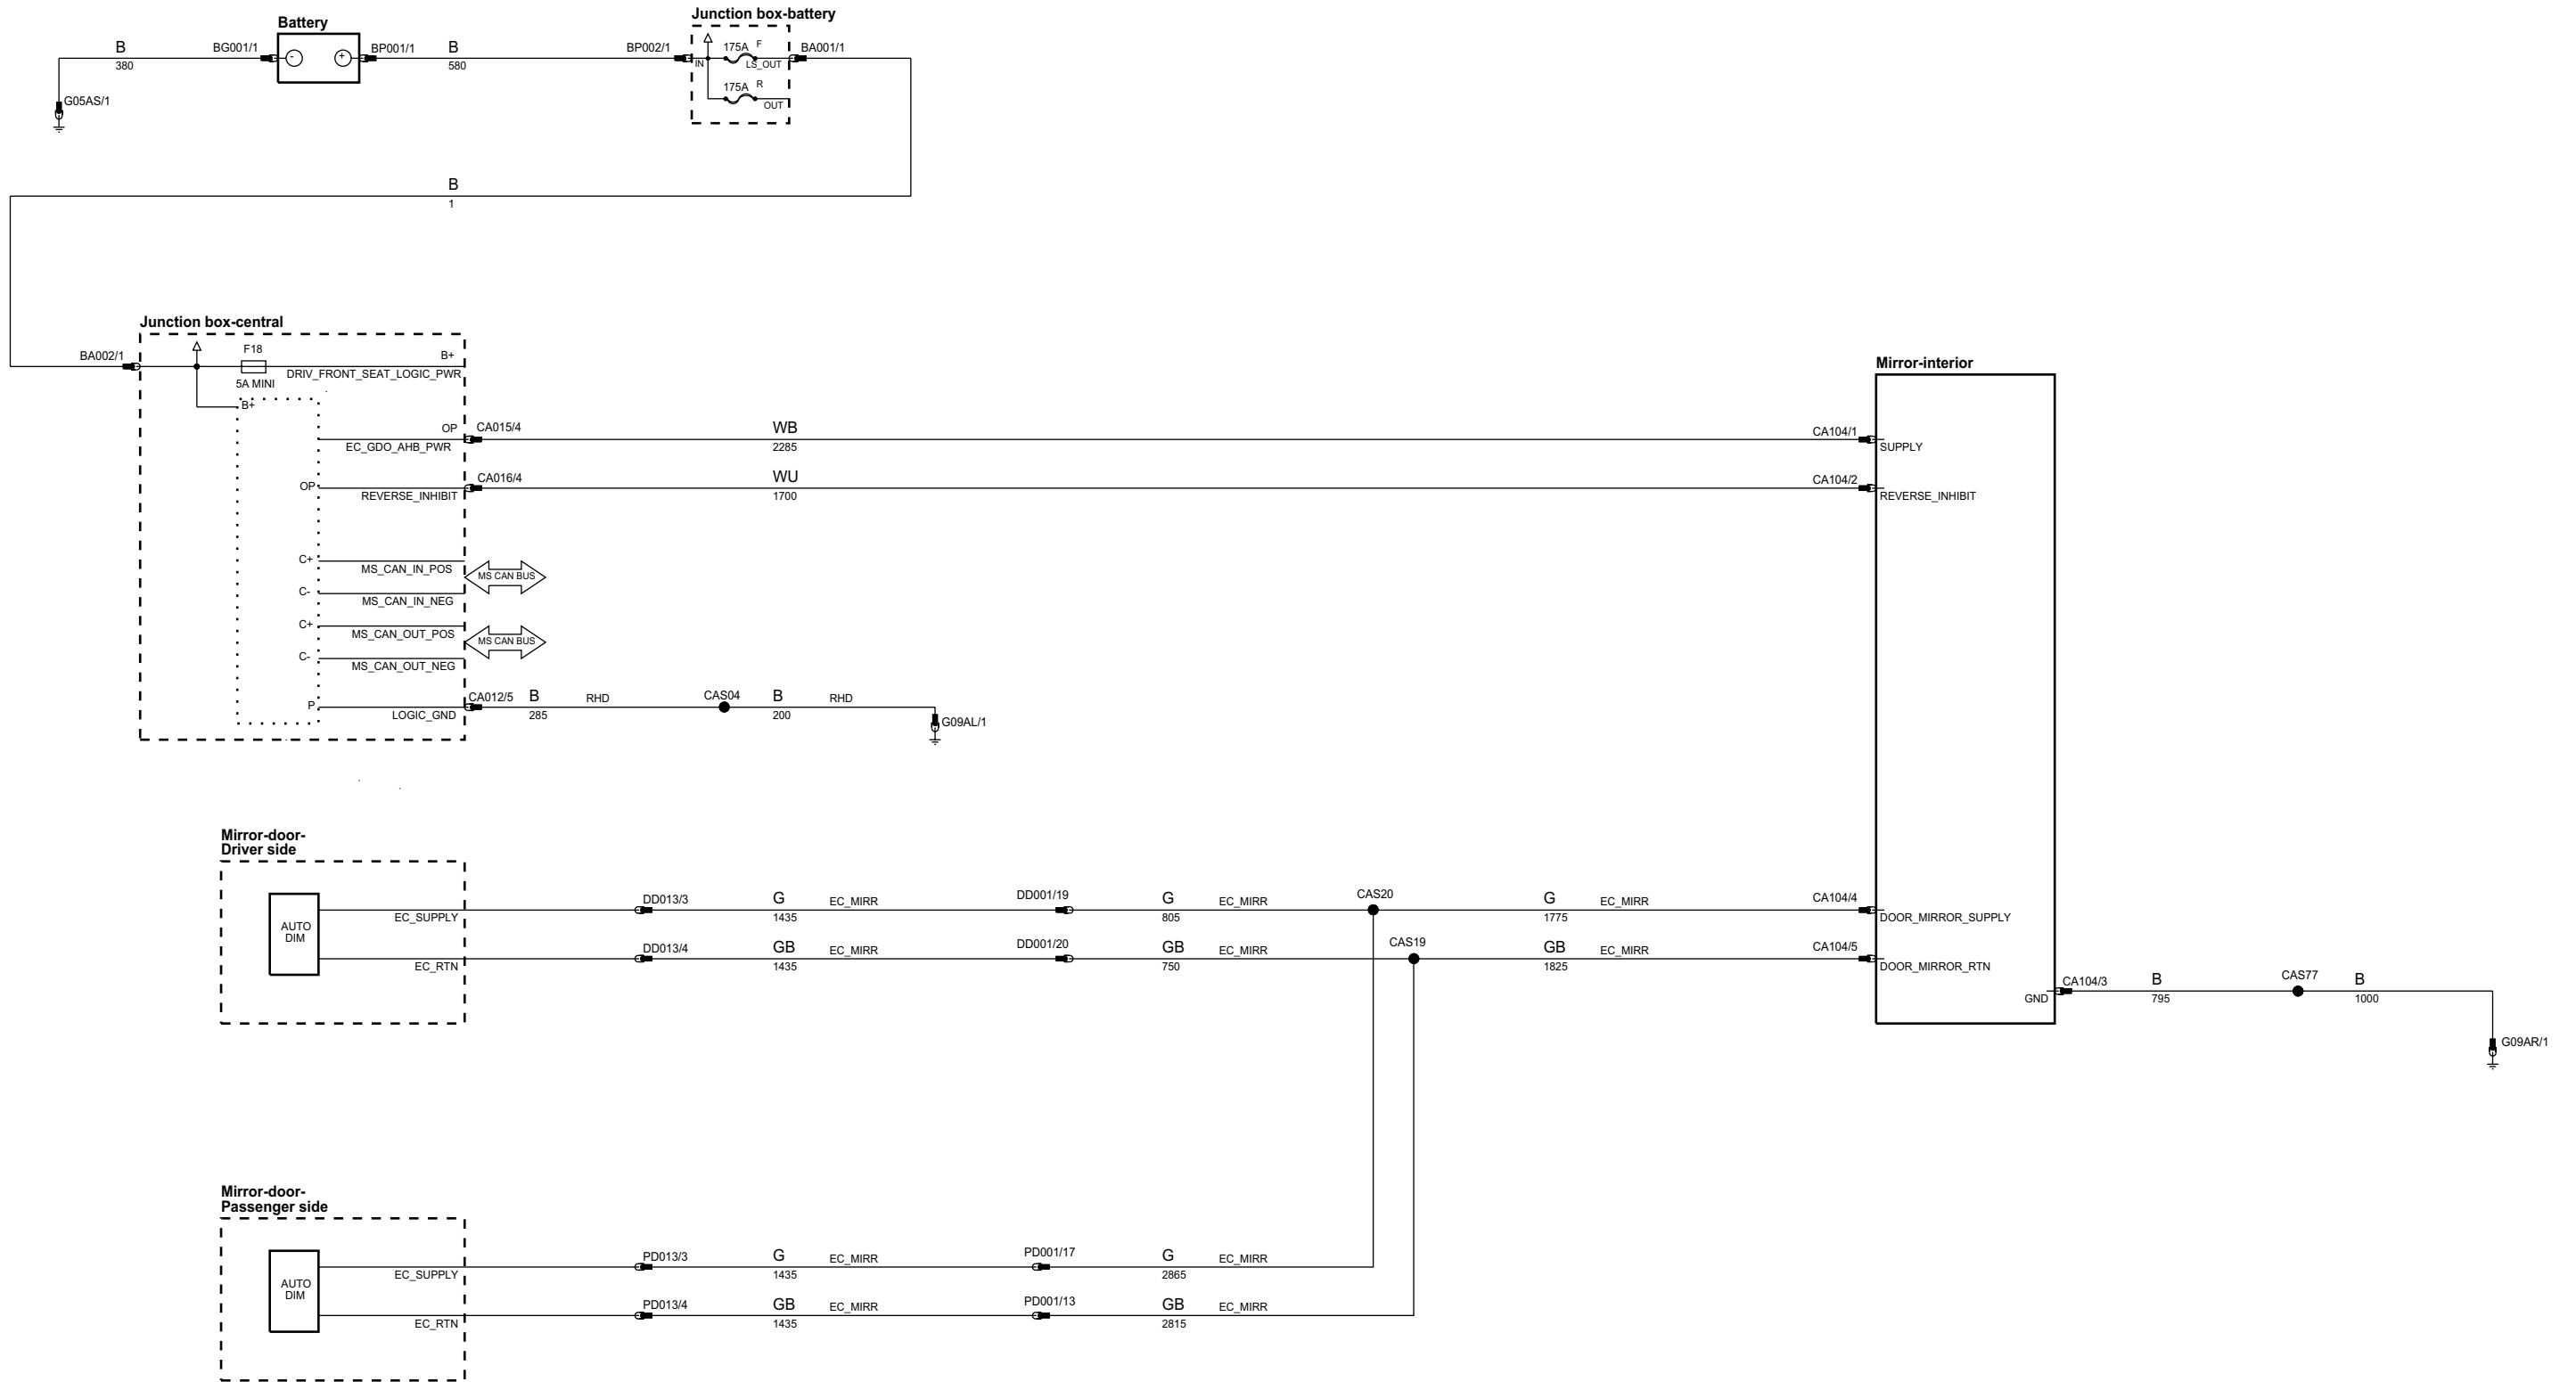 Battery
Junction box-battery
B
380
BG001/1
-
+
BP001/1
B
580
BP002/1
IN
175A F
LS_OUT
BA001/1
175A R
OUT
G05AS/1
B
1
Junction box-central
BA002/1
F18
5A MINI
B+
DRIV_FRONT_SEAT_LOGIC_PWR
B+
OP
EC_GDO_AHB_PWR
CA015/4
WB
2285
CA104/1
OP
REVERSE_INHIBIT
CA016/4
WU
1700
CA104/2
Mirror-interior
SUPPLY
REVERSE_INHIBIT
C+
MS_CAN_IN_POS
MS CAN BUS
C-
MS_CAN_IN_NEG
C+
MS_CAN_OUT_POS
MS CAN BUS
C-
MS_CAN_OUT_NEG
P
LOGIC_GND
CA012/5
B
285
RHD
CAS04
B
200
RHD
G09AL/1
Mirror-door-
Driver side
AUTO
DIM
EC_SUPPLY
DD013/3
G
1435
EC_MIRR
DD001/19
G
805
EC_MIRR
CAS20
G
1775
EC_MIRR
CA104/4
DOOR_MIRROR_SUPPLY
EC_RTN
DD013/4
GB
1435
EC_MIRR
DD001/20
GB
750
EC_MIRR
CAS19
GB
1825
EC_MIRR
CA104/5
DOOR_MIRROR_RTN
GND
CA104/3
B
795
CAS77
B
1000
G09AR/1
Mirror-door-
Passenger side
AUTO
DIM
EC_SUPPLY
PD013/3
G
1435
EC_MIRR
PD001/17
G
2865
EC_MIRR
EC_RTN
PD013/4
GB
1435
EC_MIRR
PD001/13
GB
2815
EC_MIRR